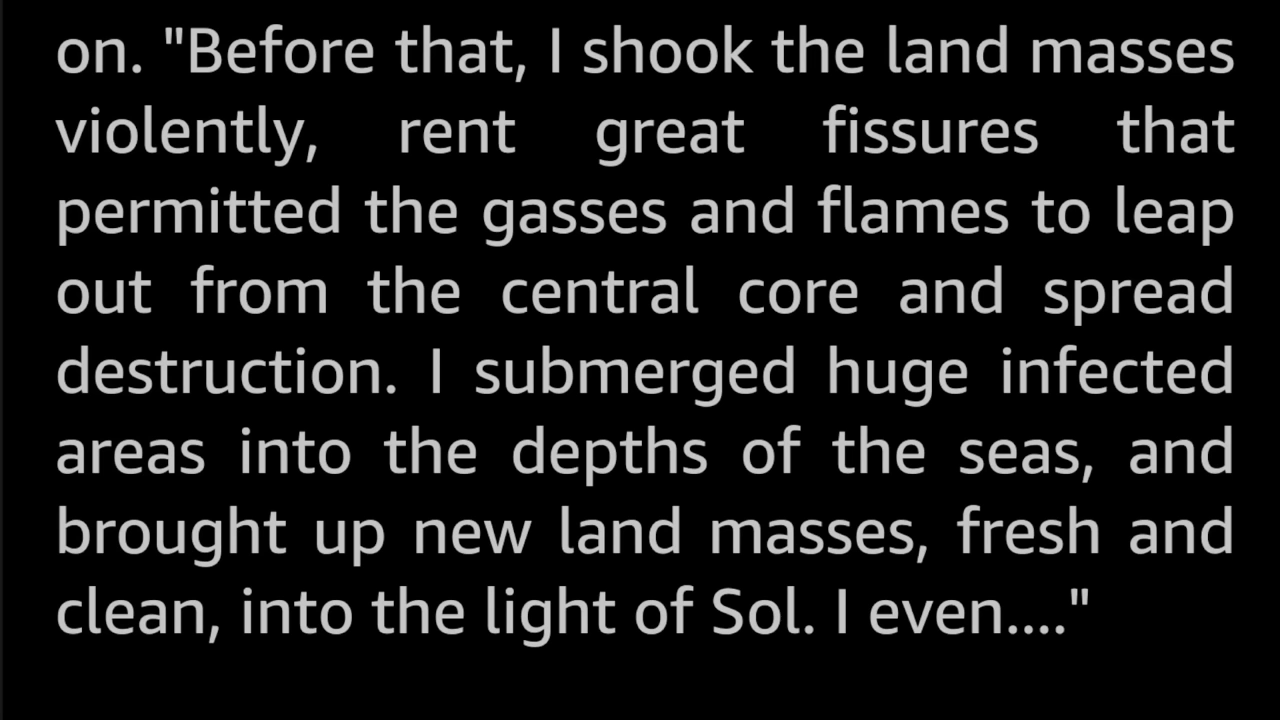 on. "Before that, I shook the land masses
violently, rent great fissures that
permitted the gasses and flames to leap
out from the central core and spread
destruction. I submerged huge infected
areas into the depths of the seas, and
brought up new land masses, fresh and
clean, into the light of Sol. I even...."